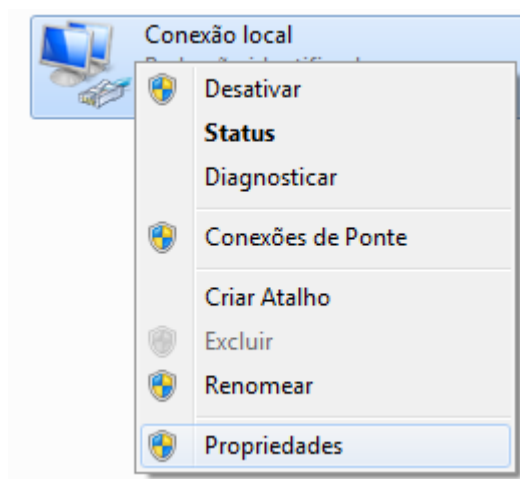 Conexão local
Desativar
Status
Diagnosticar
Conexões de Ponte
Criar Atalho
Excluir
Renomear
Propriedades